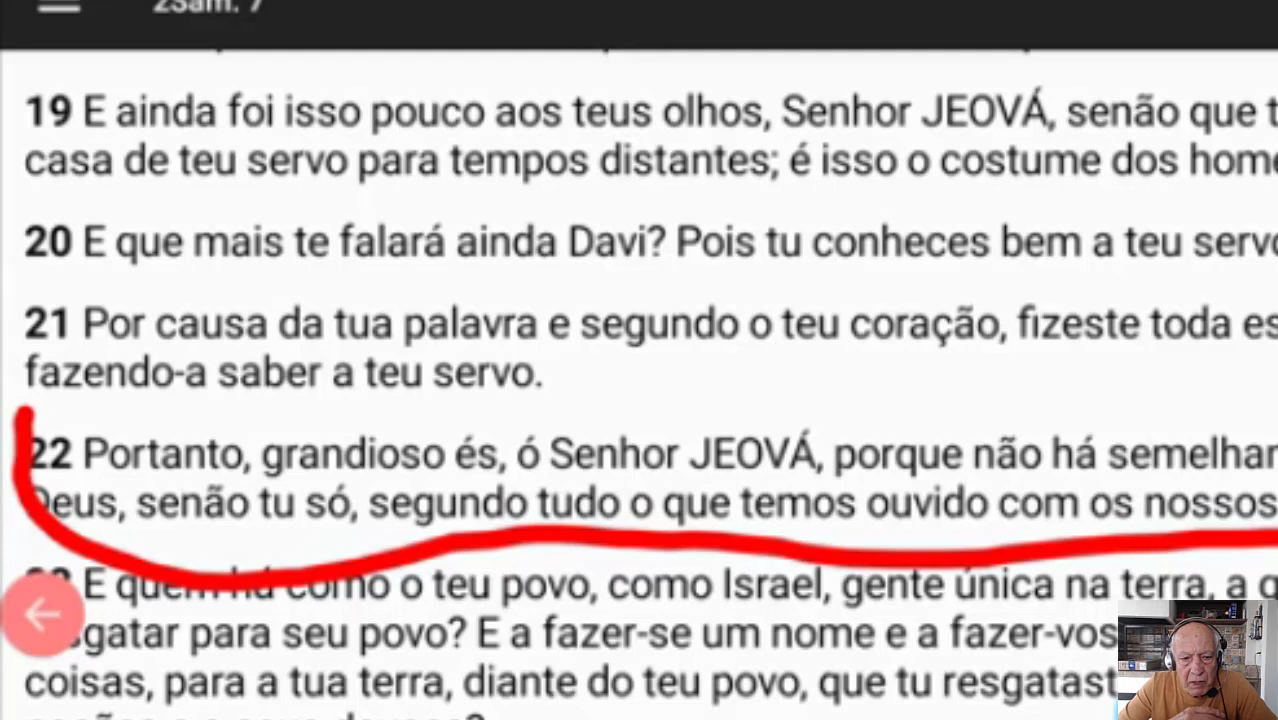 2Sam. 7
19 E ainda foi isso pouco aos teus olhos, Senhor JEOVÁ, senão que
casa de teu servo para tempos distantes; é isso o costume dos
20 E que mais te falará ainda Davi? Pois tu conheces bem a teu
21 Por causa da tua palavra e segundo o teu coração, fizeste toda
fazendo-a saber a teu servo.
22 Portanto, grandioso és, ó Senhor JEOVÁ, porque não há
Deus, senão tu só, segundo tudo o que temos ouvido com os nossos
E quem há como o teu povo, como Israel, gente única na terra, a
para seu povo? E a fazer-se um nome e a fazer-vos
coisas, para a tua terra, diante do teu povo, que tu